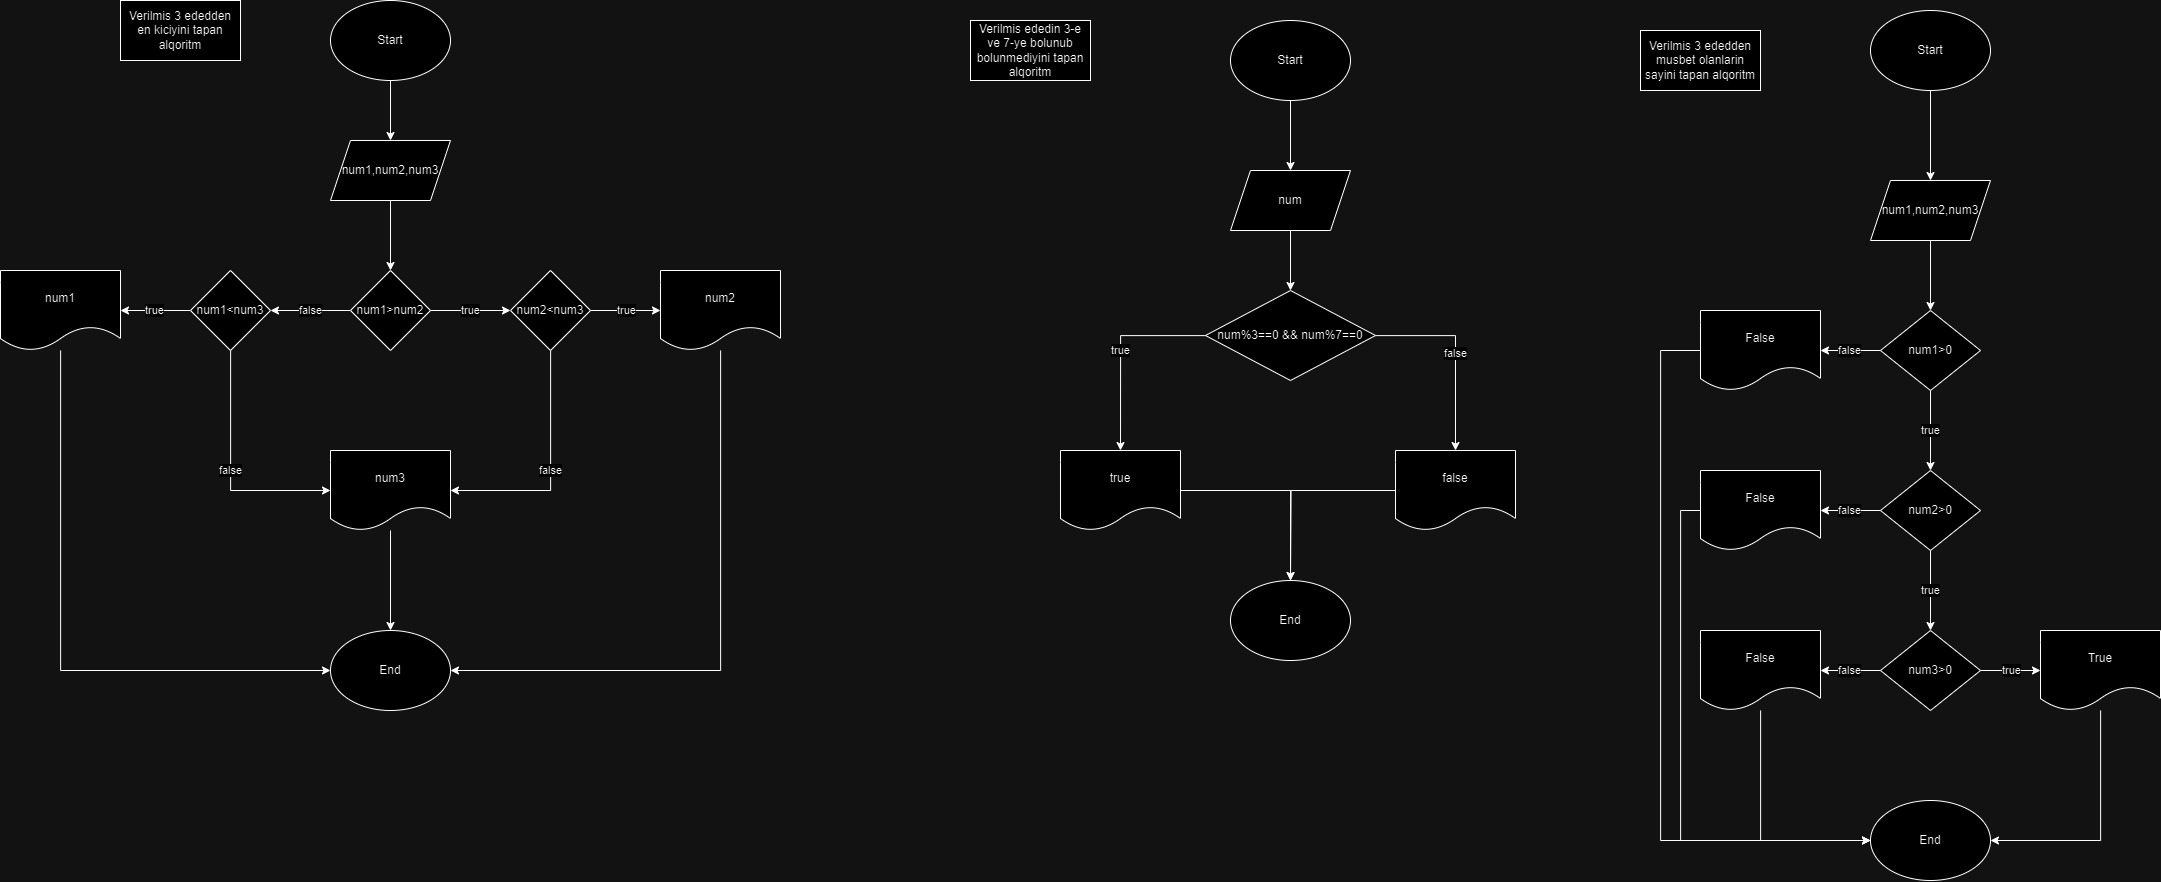 Verilmis 3 ededden
en kiciyini tapan
alqoritm
Start
num1,num2,num3
num1
true
num1<num3
false
num1>num2
true
num2<num3
true
num2
false
num3
false
End
Verilmis ededin 3-e
ve 7-ye bolunub
bolunmediyini tapan
alqoritm
Start
num
num%3==0 && num%7==0
true
false
true
false
End
Verilmis 3 ededden
musbet olanlarin
sayini tapan alqoritm
Start
num1,num2,num3
False
false
num1>0
true
False
false
num2>0
true
False
false
num3>0
true
True
End